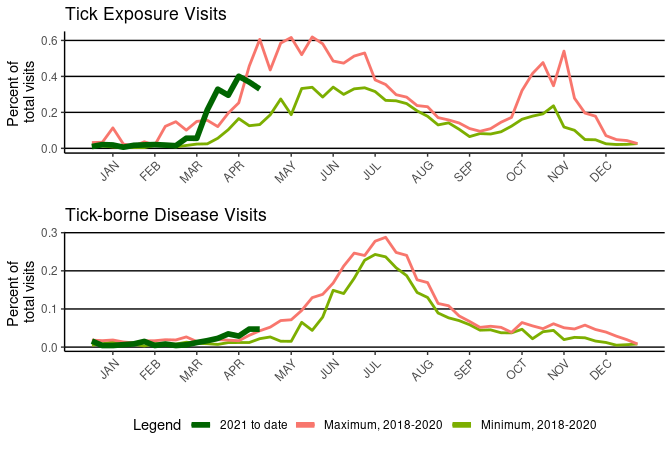 Tick Exposure Visits
Percent of
total visits
0.6
0.4
0.2
0.0
JAN FEB MAR APR MAY JUN JUL AUG SEP OCT NOV DEC
Tick-borne Disease Visits
Percent of
total visits
0.3
0.2
0.1
0.0
JAN FEB MAR APR MAY JUN JUL AUG SEP OCT NOV DEC
Legend 2021 to date Maximum, 2018-2020 Minimum, 2018-2020